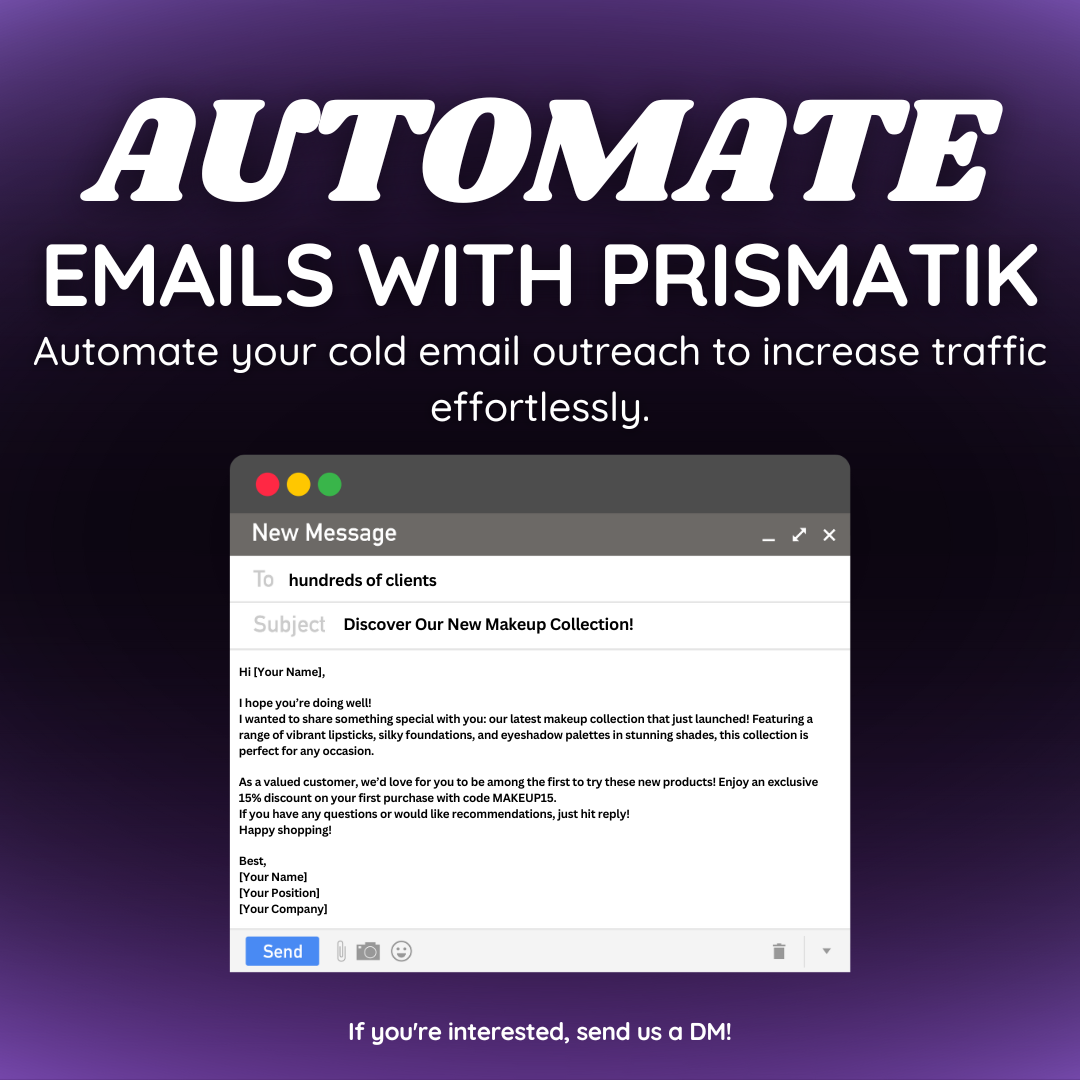 AUTOMATE
EMAILS WITH PRISMATIK
Automate your cold email outreach to increase traffic
effortlessly.
New Message
To hundreds of clients
Subject Discover Our New Makeup Collection!
Hi [Your Name],
I hope you’re doing well!
I wanted to share something special with you: our latest makeup collection that just launched! Featuring a
range of vibrant lipsticks, silky foundations, and eyeshadow palettes in stunning shades, this collection is
perfect for any occasion.
As a valued customer, we’d love for you to be among the first to try these new products! Enjoy an exclusive
15% discount on your first purchase with code MAKEUP15.
If you have any questions or would like recommendations, just hit reply!
Happy shopping!
Best,
[Your Name]
[Your Position]
[Your Company]
Send
If you're interested, send us a DM!